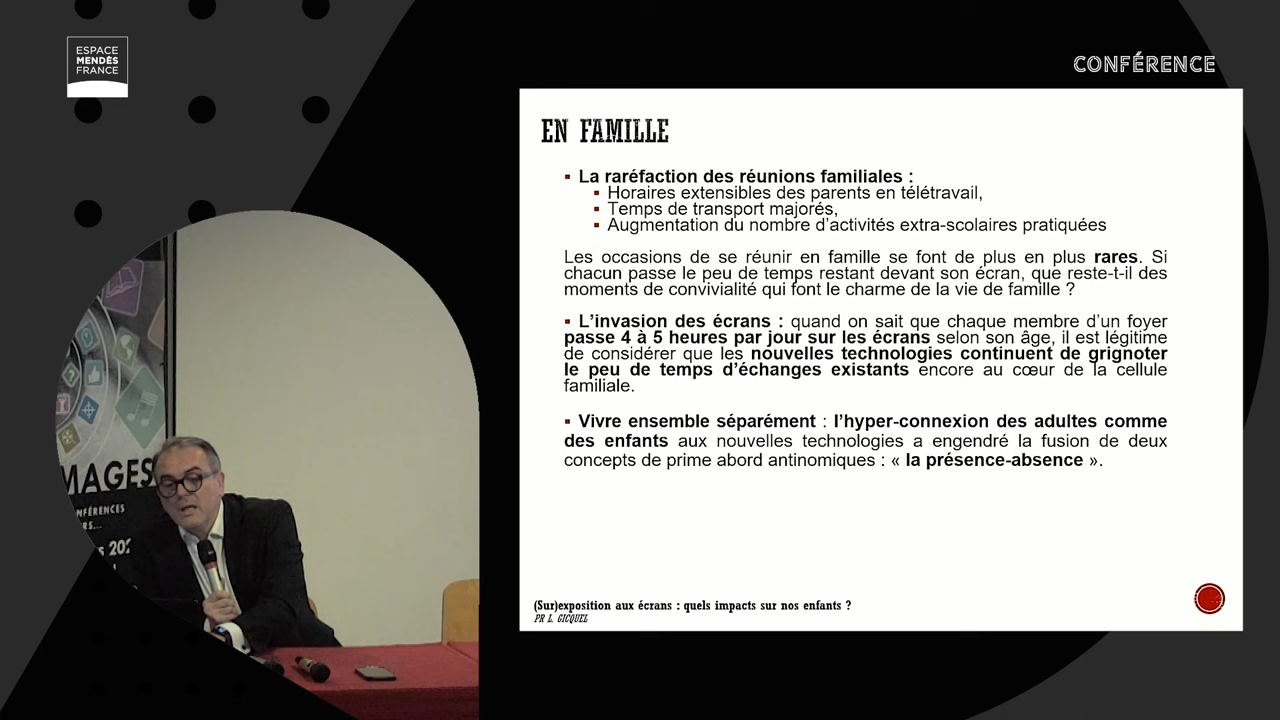 ESPACE
MENDÈS
FRANCE
CONFÉRENCE
EN FAMILLE
▪ La raréfaction des réunions familiales :
▪ Horaires extensibles des parents en télétravail,
▪ Temps de transport majorés,
▪ Augmentation du nombre d’activités extra-scolaires pratiquées
Les occasions de se réunir en famille se font de plus en plus rares. Si
chacun passe le peu de temps restant devant son écran, que reste-t-il des
moments de convivialité qui font le charme de la vie de famille ?
▪ L’invasion des écrans : quand on sait que chaque membre d’un foyer
passe 4 à 5 heures par jour sur les écrans selon son âge, il est légitime
de considérer que les nouvelles technologies continuent de grignoter
le peu de temps d’échanges existants encore au cœur de la cellule
familiale.
▪ Vivre ensemble séparément : l’hyper-connexion des adultes comme
des enfants aux nouvelles technologies a engendré la fusion de deux
concepts de prime abord antinomiques : « la présence-absence ».
(Sur)exposition aux écrans : quels impacts sur nos enfants ?
PR L. GICQUEL
MAGES
NFÉRENCES
RS...
s 202